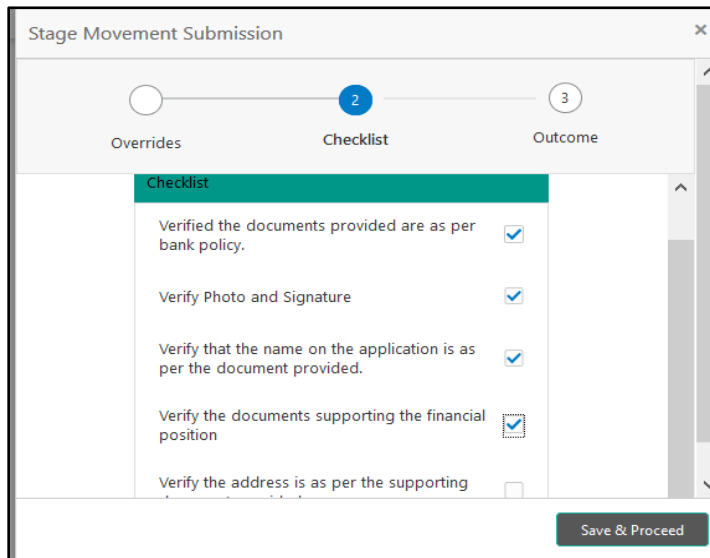 Stage Movement Submission
2
3
Overrides
Checklist
Outcome
Checklist
Verified the documents provided are as per
bank policy.
Verify Photo and Signature
Verify that the name on the application is as
per the document provided.
Verify the documents supporting the financial
position
Verify the address is as per the supporting
Save & Proceed